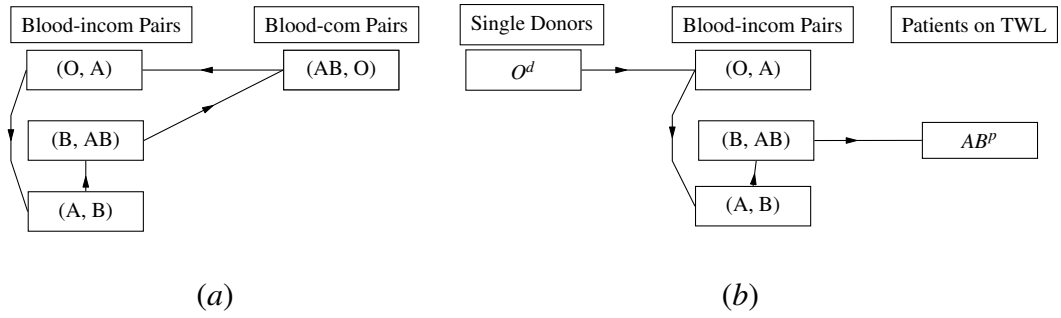 Blood-incom Pairs
Blood-com Pairs
(O, A)
(AB, O)
(B, AB)
(A, B)
(a)
Single Donors
Blood-incom Pairs
Patients on TWL
O^d
(O, A)
(B, AB)
AB^p
(A, B)
(b)